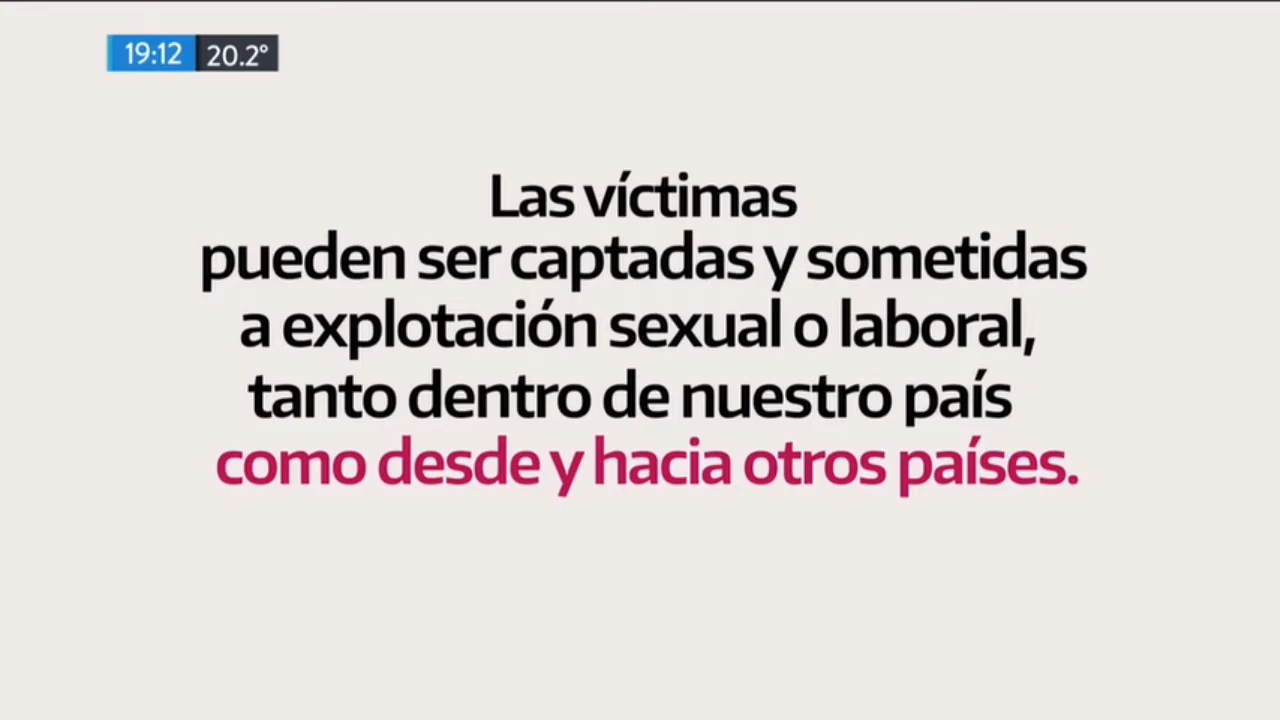 19:12 20.2°
Las víctimas
pueden ser captadas y sometidas
a explotación sexual o laboral,
tanto dentro de nuestro país
como desde y hacia otros países.